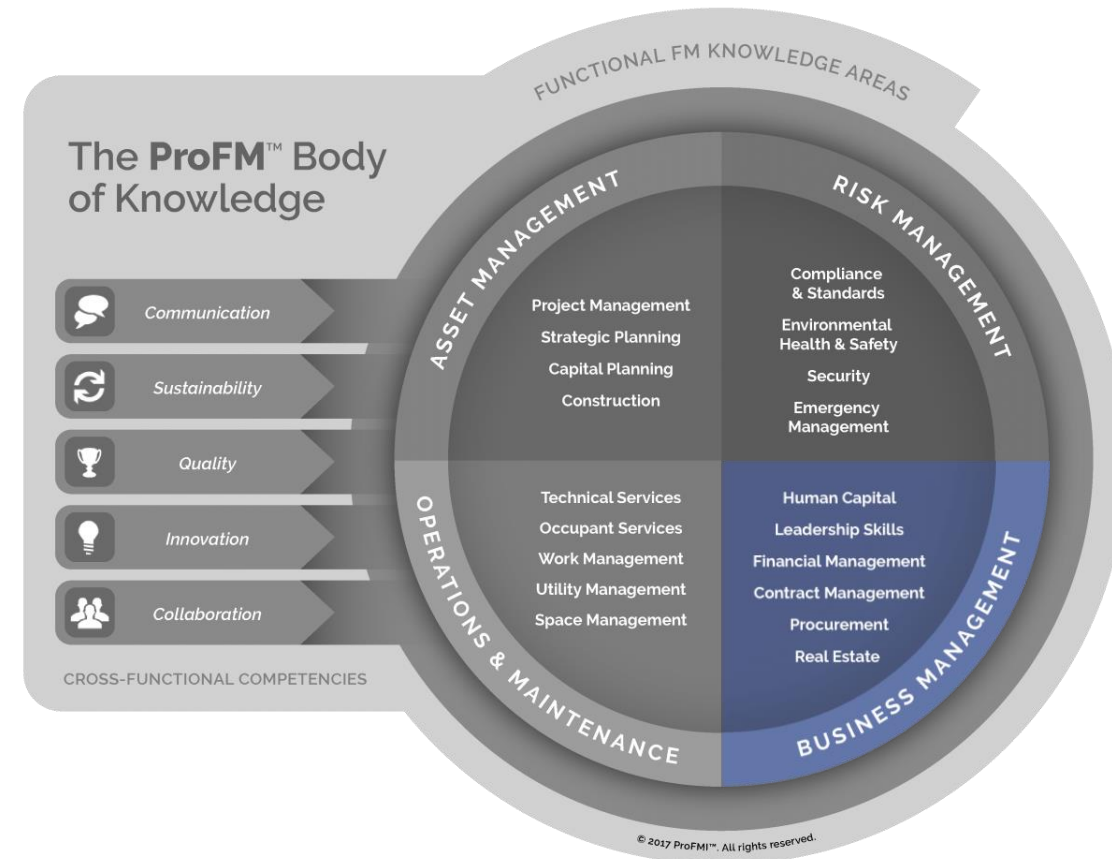 FUNCTIONAL FM KNOWLEDGE AREAS
The ProFM™ Body
of Knowledge
Communication
Sustainability
Quality
Innovation
Collaboration
CROSS-FUNCTIONAL COMPETENCIES
ASSET MANAGEMENT
Project Management
Strategic Planning
Capital Planning
Construction
RISK MANAGEMENT
Compliance
& Standards
Environmental
Health & Safety
Security
Emergency
Management
OPERATIONS & MAINTENANCE
Technical Services
Occupant Services
Work Management
Utility Management
Space Management
BUSINESS MANAGEMENT
Human Capital
Leadership Skills
Financial Management
Contract Management
Procurement
Real Estate
© 2017 ProFMI™. All rights reserved.